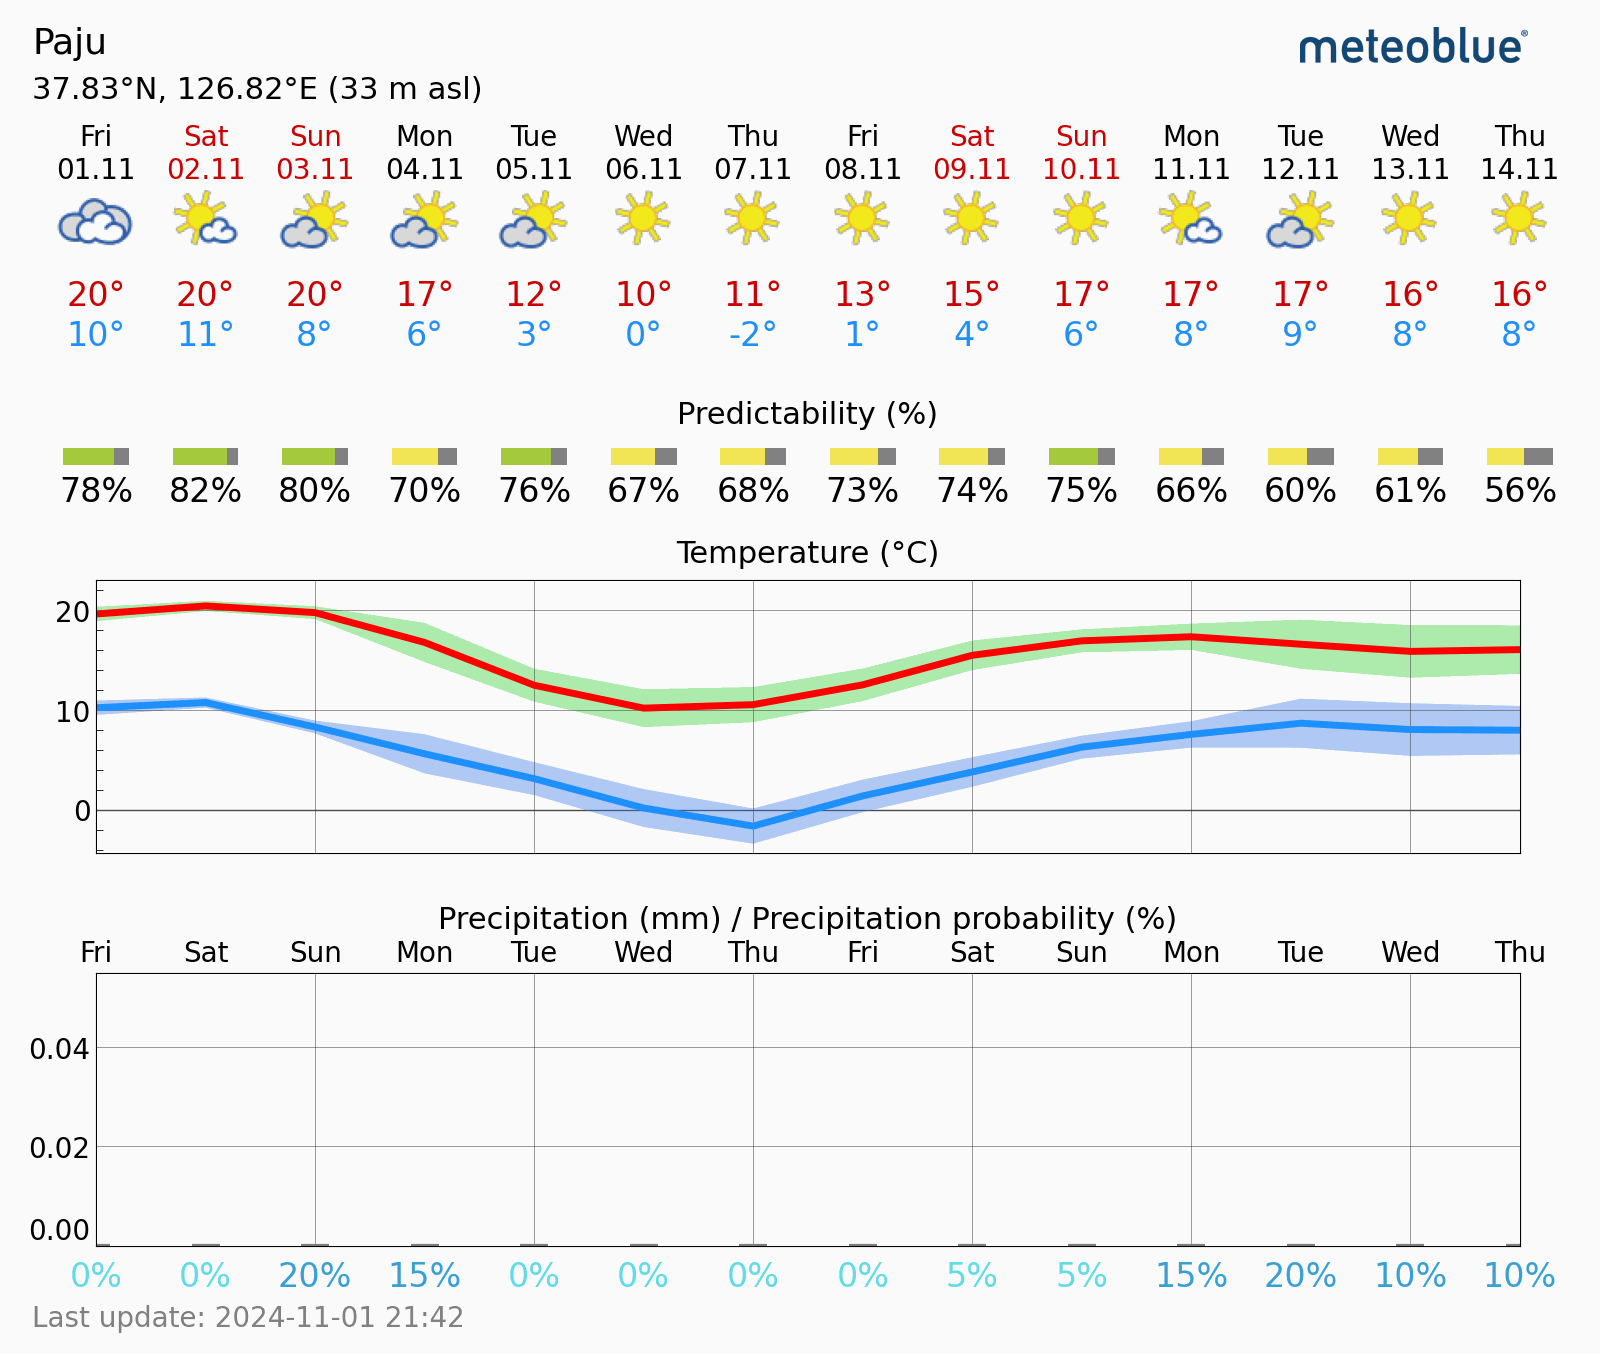 Paju
meteoblue®
37.83°N, 126.82°E (33 m asl)
Fri Sat Sun Mon Tue Wed Thu Fri Sat Sun Mon Tue Wed Thu
01.11 02.11 03.11 04.11 05.11 06.11 07.11 08.11 09.11 10.11 11.11 12.11 13.11 14.11
20° 20° 20° 17° 12° 10° 11° 13° 15° 17° 17° 17° 16° 16°
10° 11° 8° 6° 3° 0° -2° 1° 4° 6° 8° 9° 8° 8°
Predictability (%)
78% 82% 80% 70% 76% 67% 68% 73% 74% 75% 66% 60% 61% 56%
Temperature (°C)
20
10
0
Precipitation (mm) / Precipitation probability (%)
Fri Sat Sun Mon Tue Wed Thu Fri Sat Sun Mon Tue Wed Thu
0.04
0.02
0.00
0% 0% 20% 15% 0% 0% 0% 0% 5% 5% 15% 20% 10% 10%
Last update: 2024-11-01 21:42